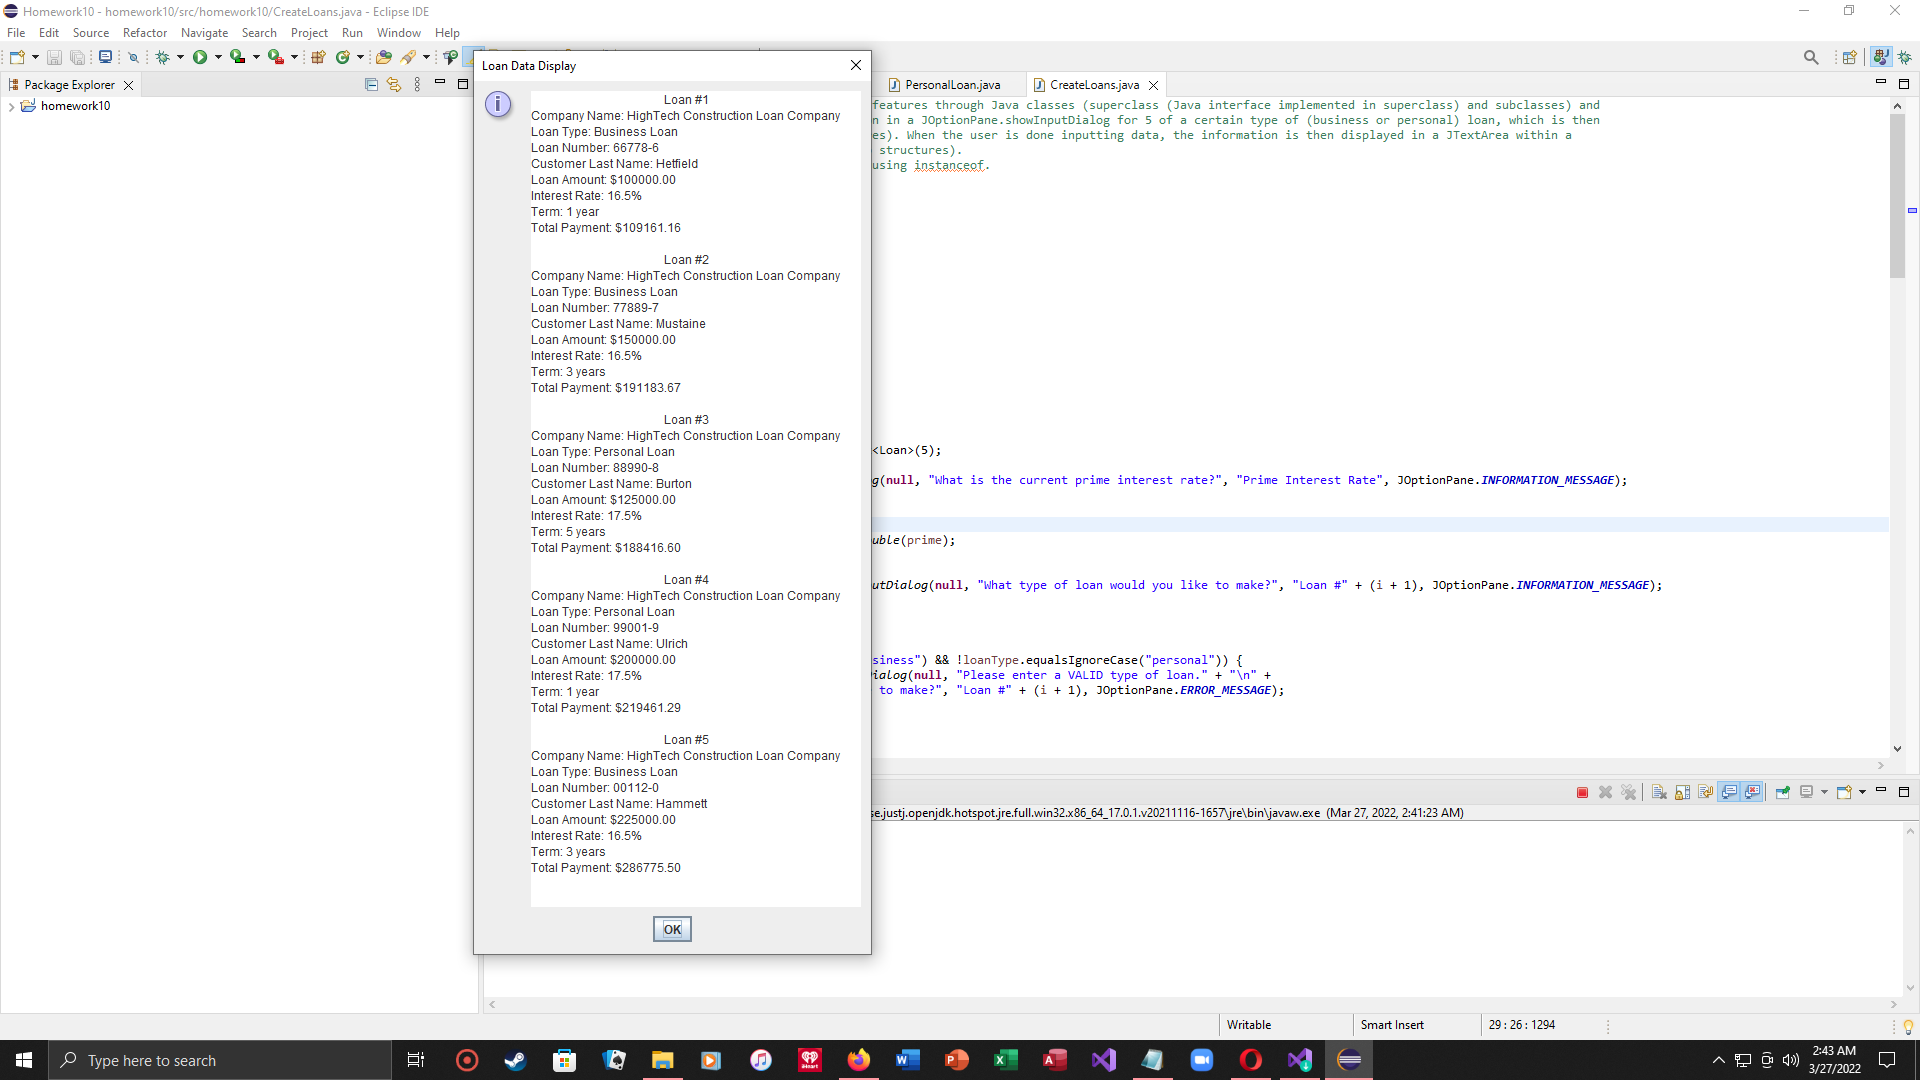 Homework10 - homework10/src/homework10/CreateLoans.java - Eclipse IDE
File Edit Source Refactor Navigate Search Project Run Window Help
Package Explorer
homework10
PersonalLoan.java
CreateLoans.java
Loan Data Display
Loan #1
Company Name: HighTech Construction Loan Company
Loan Type: Business Loan
Loan Number: 66778-6
Customer Last Name: Hetfield
Loan Amount: $100000.00
Interest Rate: 16.5%
Term: 1 year
Total Payment: $109161.16
Loan #2
Company Name: HighTech Construction Loan Company
Loan Type: Business Loan
Loan Number: 77889-7
Customer Last Name: Mustaine
Loan Amount: $150000.00
Interest Rate: 16.5%
Term: 3 years
Total Payment: $191183.67
Loan #3
Company Name: HighTech Construction Loan Company
Loan Type: Personal Loan
Loan Number: 88990-8
Customer Last Name: Burton
Loan Amount: $125000.00
Interest Rate: 17.5%
Term: 5 years
Total Payment: $188416.60
Loan #4
Company Name: HighTech Construction Loan Company
Loan Type: Personal Loan
Loan Number: 99001-9
Customer Last Name: Ulrich
Loan Amount: $200000.00
Interest Rate: 17.5%
Term: 1 year
Total Payment: $219461.29
Loan #5
Company Name: HighTech Construction Loan Company
Loan Type: Business Loan
Loan Number: 00112-0
Customer Last Name: Hammett
Loan Amount: $225000.00
Interest Rate: 16.5%
Term: 3 years
Total Payment: $286775.50
OK
features through Java classes (superclass (Java interface implemented in superclass) and subclasses) and
n in a JOptionPane.showInputDialog for 5 of a certain type of (business or personal) loan, which is then
es). When the user is done inputting data, the information is then displayed in a JTextArea within a
structures).
using instanceof.
<Loan>(5);
g(null, "What is the current prime interest rate?", "Prime Interest Rate", JOptionPane.INFORMATION_MESSAGE);
uble(prime);
utDialog(null, "What type of loan would you like to make?", "Loan #" + (i + 1), JOptionPane.INFORMATION_MESSAGE);
siness") && !loanType.equalsIgnoreCase("personal")) {
ialog(null, "Please enter a VALID type of loan." + "\n" +
to make?", "Loan #" + (i + 1), JOptionPane.ERROR_MESSAGE);
se.justj.openjdk.hotspot.jre.full.win32.x86_64_17.0.1.v20211116-1657\jre\bin\javaw.exe (Mar 27, 2022, 2:41:23 AM)
Writable
Smart Insert
29 : 26 : 1294
Type here to search
iHeart
2:43 AM
3/27/2022